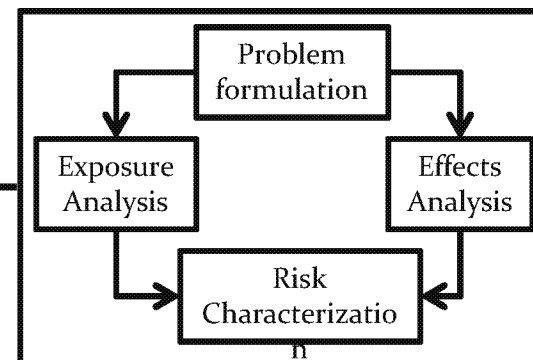 Problem
formulation
Exposure
Analysis
Effects
Analysis
Risk
Characterizatio
n